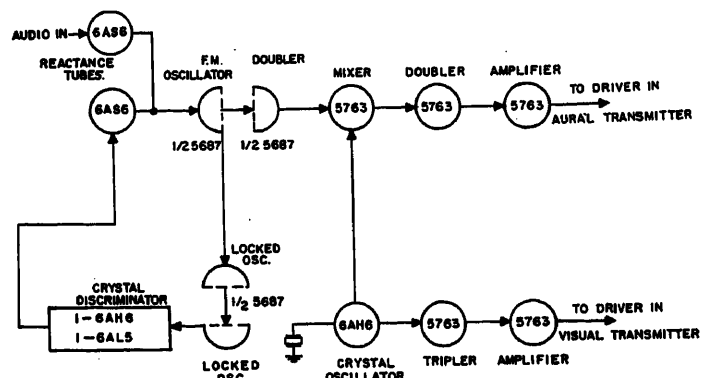 AUDIO IN
6AS6
REACTANCE
TUBES.
6AS6
F.M.
OSCILLATOR
DOUBLER
1/2 5687
1/2 5687
MIXER
5763
DOUBLER
5763
AMPLIFIER
5763
TO DRIVER IN
AURAL TRANSMITTER
LOCKED
OSC.
1/2 5687
CRYSTAL
DISCRIMINATOR
1-6AH6
1-6AL5
LOCKED
OSC.
6AH6
CRYSTAL
OSCILLATOR
5763
TRIPLER
5763
AMPLIFIER
TO DRIVER IN
VISUAL TRANSMITTER